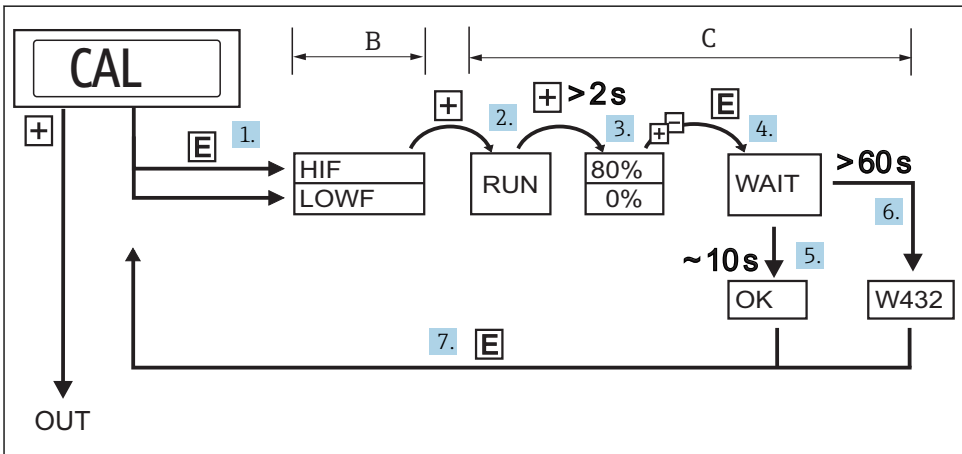 B
C
CAL
+
+
+ >2s
E
E
1.
2.
3.
+
−
4.
HIF
LOWF
RUN
80%
0%
WAIT
>60s
6.
~10s
5.
OK
W432
7.
E
OUT